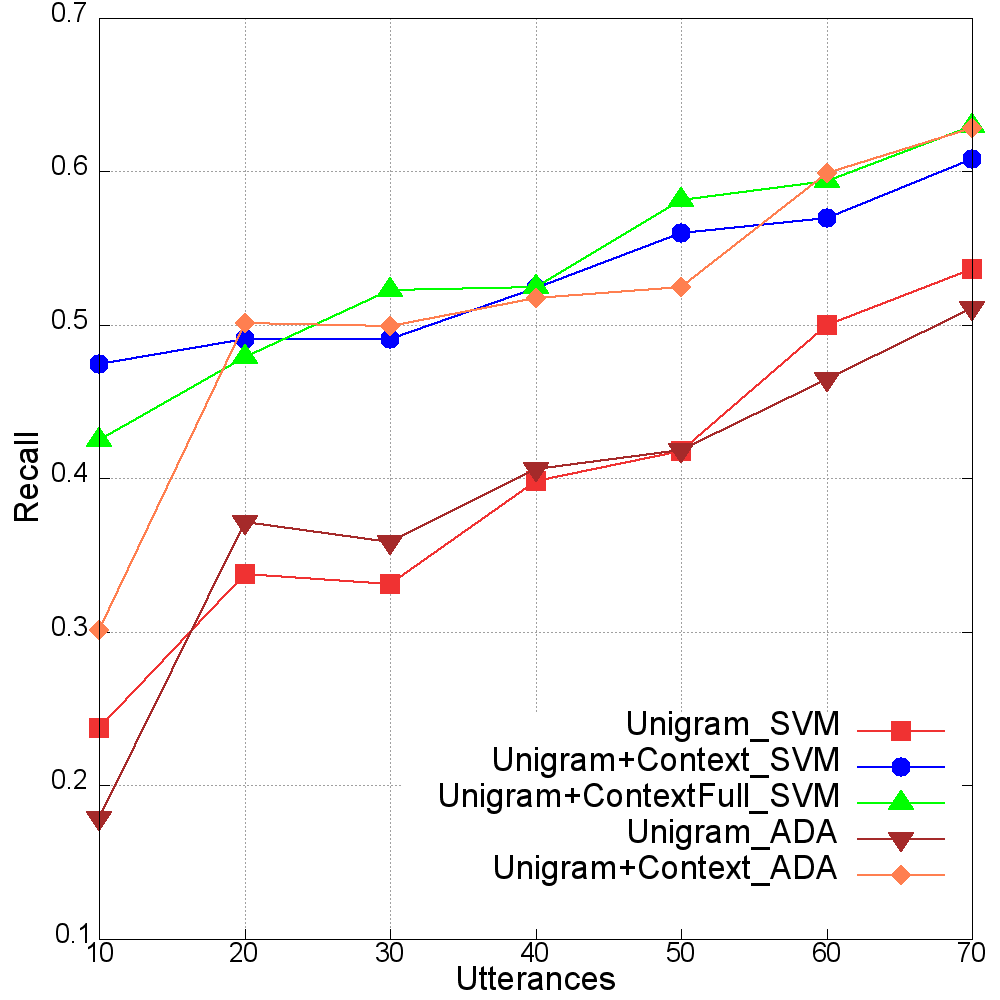 0.7
0.6
0.5
0.4
0.3
0.2
0.1
Recall
Unigram_SVM
Unigram+Context_SVM
Unigram+ContextFull_SVM
Unigram_ADA
Unigram+Context_ADA
10 20 30 40 50 60 70
Utterances